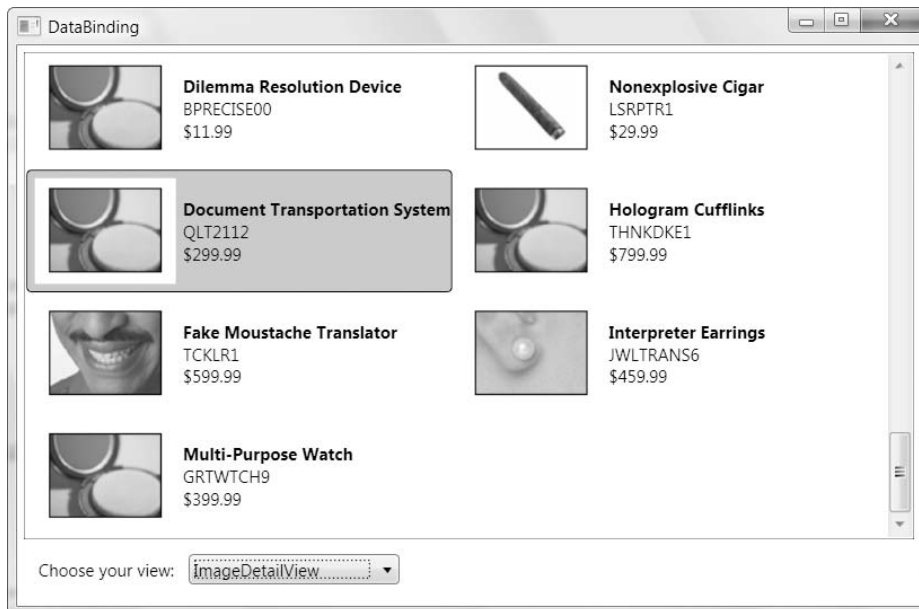 DataBinding
Dilemma Resolution Device
BPRECISE00
$11.99
Nonexplosive Cigar
LSRPTR1
$29.99
Document Transportation System
QLT2112
$299.99
Hologram Cufflinks
THNKDKE1
$799.99
Fake Moustache Translator
TCKLR1
$599.99
Interpreter Earrings
JWLTRANS6
$459.99
Multi-Purpose Watch
GRTWTCH9
$399.99
Choose your view: ImageDetailView